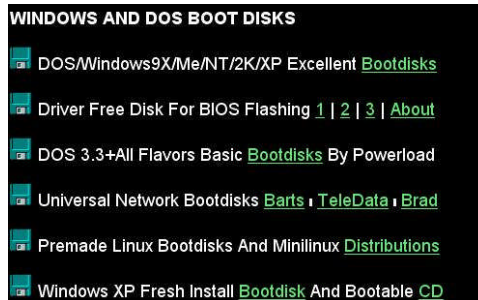 WINDOWS AND DOS BOOT DISKS
DOS/Windows9X/Me/NT/2K/XP Excellent Bootdisks
Driver Free Disk For BIOS Flashing 1 | 2 | 3 | About
DOS 3.3+All Flavors Basic Bootdisks By Powerload
Universal Network Bootdisks Barts | TeleData | Brad
Premade Linux Bootdisks And Minilinux Distributions
Windows XP Fresh Install Bootdisk And Bootable CD